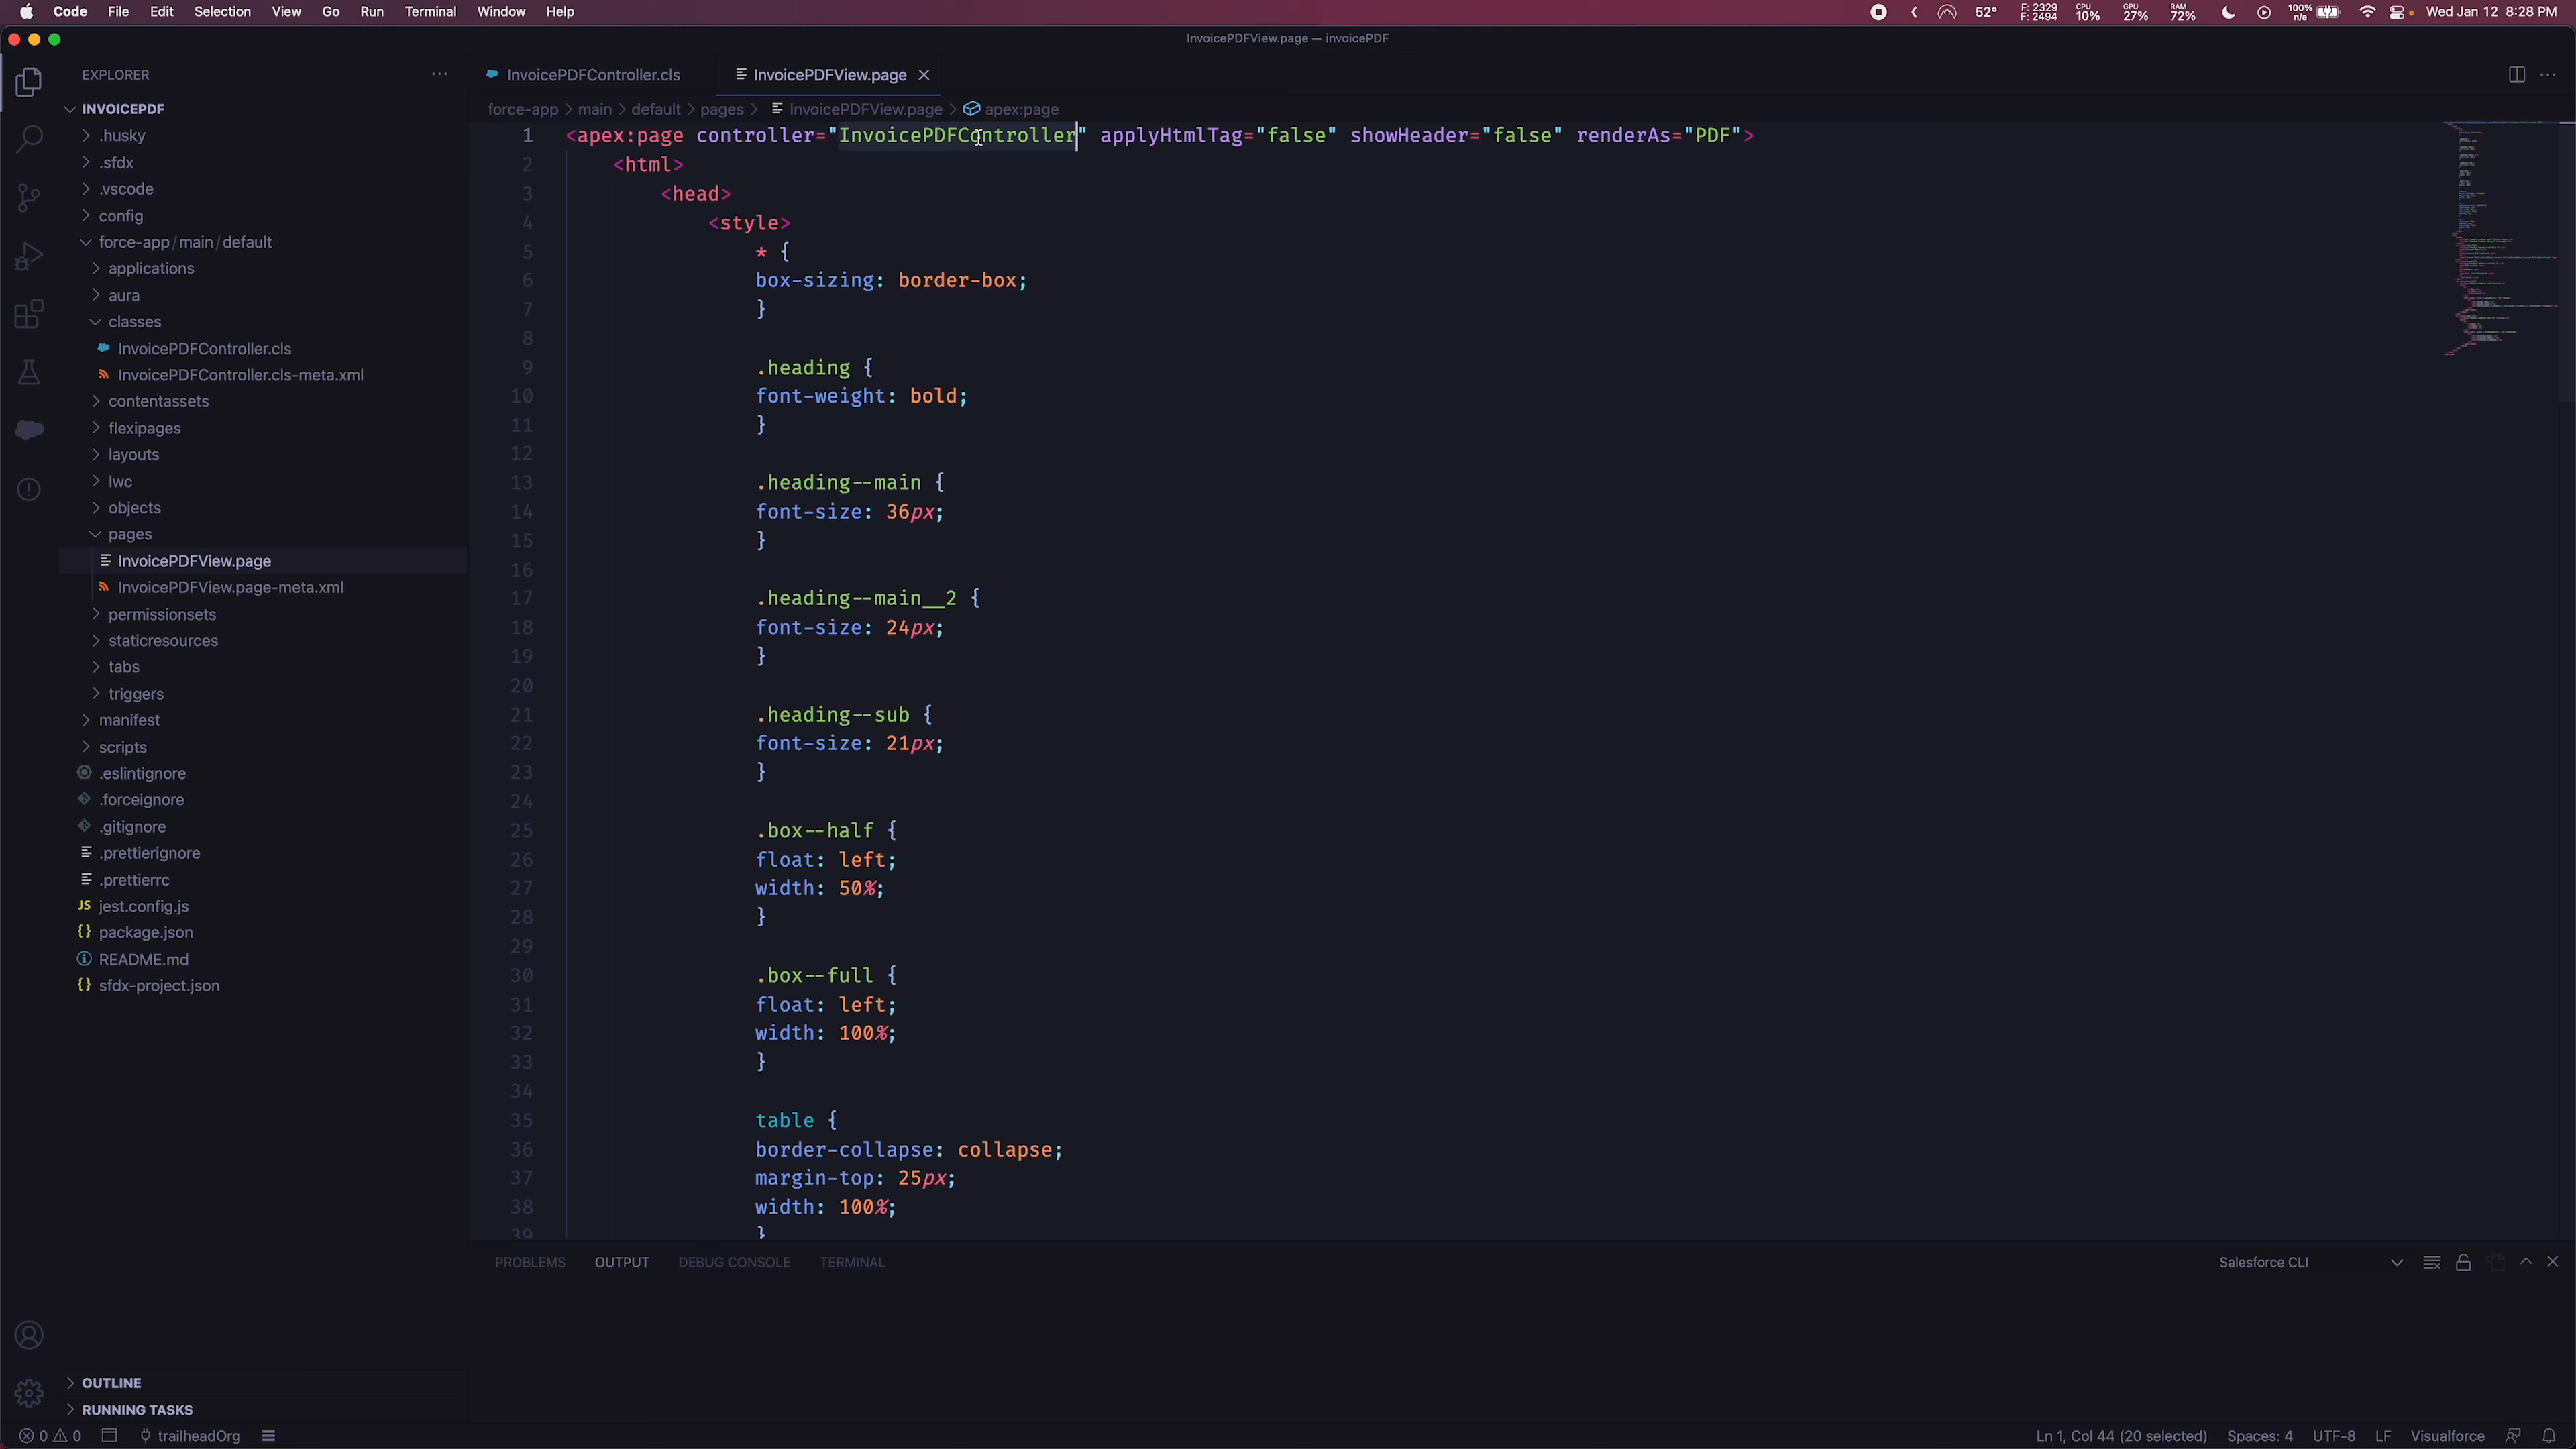 Code File Edit Selection View Go Run Terminal Window Help
52° F: 2329 F: 2494 CPU 10% GPU 27% RAM 72% 100% n/a Wed Jan 12 8:28 PM
InvoicePDFView.page — invoicePDF
EXPLORER
INVOICEPDF
.husky
.sfdx
.vscode
config
force-app/main/default
applications
aura
classes
InvoicePDFController.cls
InvoicePDFController.cls-meta.xml
contentassets
flexipages
layouts
lwc
objects
pages
InvoicePDFView.page
InvoicePDFView.page-meta.xml
permissionsets
staticresources
tabs
triggers
manifest
scripts
.eslintignore
.forceignore
.gitignore
.prettierignore
.prettierrc
JS jest.config.js
{} package.json
README.md
{} sfdx-project.json
OUTLINE
RUNNING TASKS
InvoicePDFController.cls InvoicePDFView.page
force-app > main > default > pages > InvoicePDFView.page > apex:page
1 <apex:page controller="InvoicePDFController" applyHtmlTag="false" showHeader="false" renderAs="PDF">
2 <html>
3 <head>
4 <style>
5 * {
6 box-sizing: border-box;
7 }
8
9 .heading {
10 font-weight: bold;
11 }
12
13 .heading--main {
14 font-size: 36px;
15 }
16
17 .heading--main__2 {
18 font-size: 24px;
19 }
20
21 .heading--sub {
22 font-size: 21px;
23 }
24
25 .box--half {
26 float: left;
27 width: 50%;
28 }
29
30 .box--full {
31 float: left;
32 width: 100%;
33 }
34
35 table {
36 border-collapse: collapse;
37 margin-top: 25px;
38 width: 100%;
39 }
PROBLEMS OUTPUT DEBUG CONSOLE TERMINAL Salesforce CLI
0 0 trailheadOrg Ln 1, Col 44 (20 selected) Spaces: 4 UTF-8 LF Visualforce